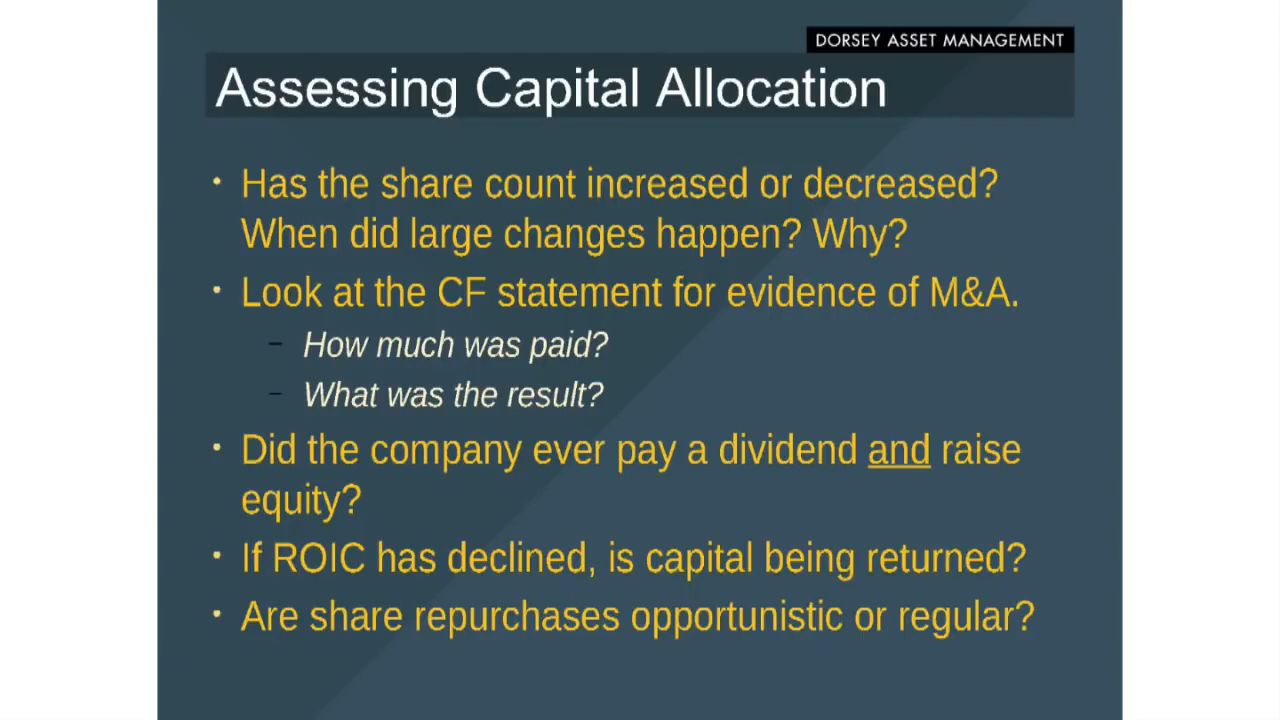 DORSEY ASSET MANAGEMENT
Assessing Capital Allocation
• Has the share count increased or decreased?
When did large changes happen? Why?
• Look at the CF statement for evidence of M&A.
– How much was paid?
– What was the result?
• Did the company ever pay a dividend and raise
equity?
• If ROIC has declined, is capital being returned?
• Are share repurchases opportunistic or regular?